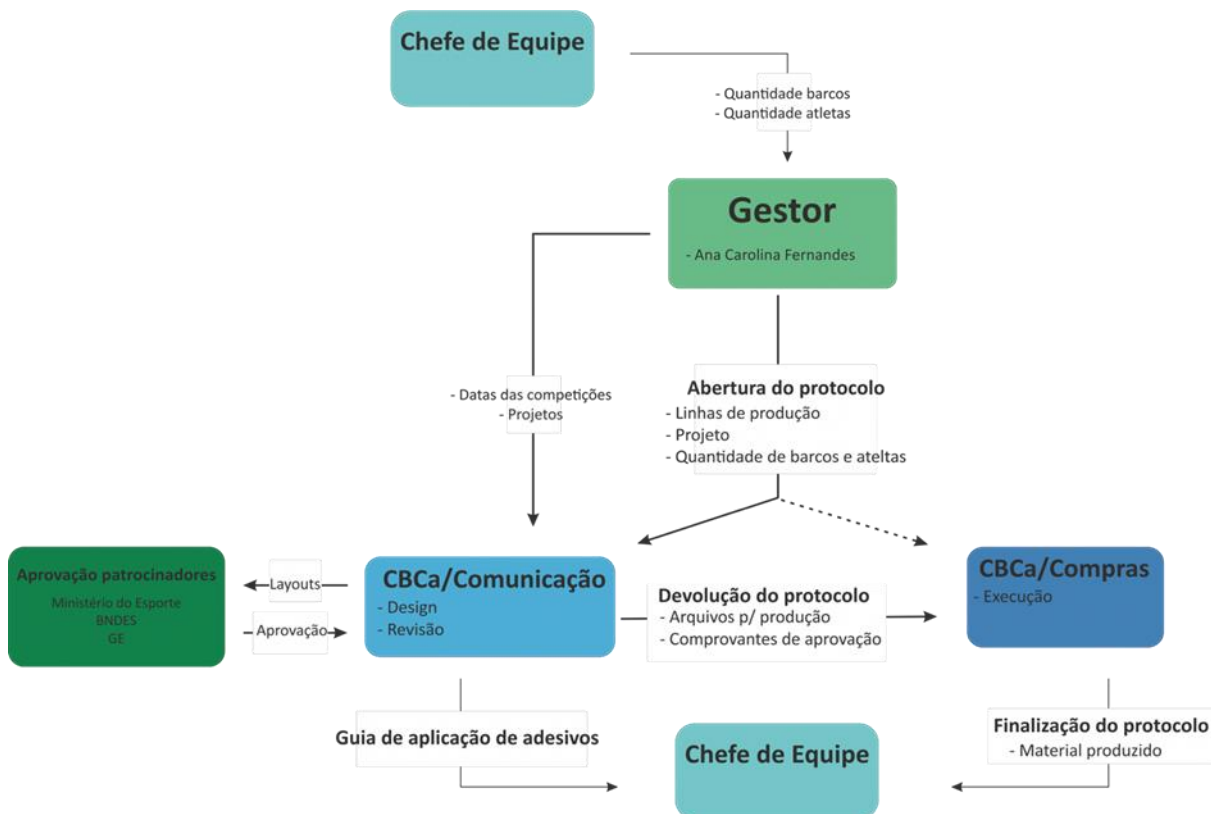 Chefe de Equipe
- Quantidade barcos
- Quantidade atletas
Gestor
- Ana Carolina Fernandes
- Datas das competições
- Projetos
Abertura do protocolo
- Linhas de produção
- Projeto
- Quantidade de barcos e ateltas
Aprovação patrocinadores
Ministério do Esporte
BNDES
GE
Layouts
Aprovação
CBCa/Comunicação
- Design
- Revisão
Devolução do protocolo
- Arquivos p/ produção
- Comprovantes de aprovação
CBCa/Compras
- Execução
Guia de aplicação de adesivos
Chefe de Equipe
Finalização do protocolo
- Material produzido